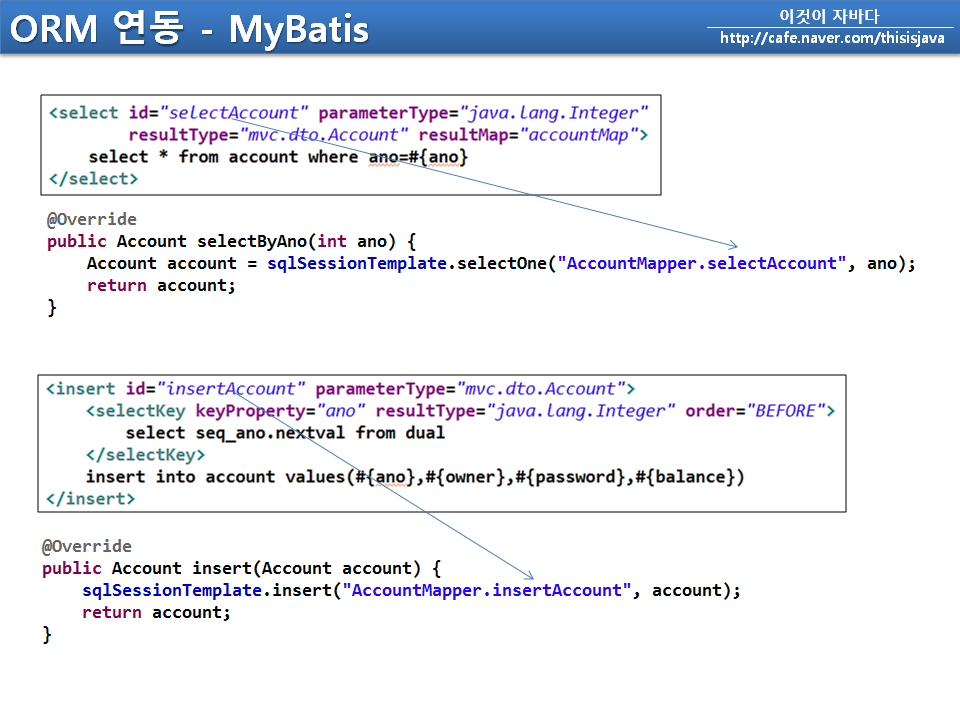 ORM 연동 - MyBatis
이것이 자바다
http://cafe.naver.com/thisisjava
<select id="selectAccount" parameterType="java.lang.Integer"
resultType="mvc.dto.Account" resultMap="accountMap">
select * from account where ano=#{ano}
</select>
@Override
public Account selectByAno(int ano) {
Account account = sqlSessionTemplate.selectOne("AccountMapper.selectAccount", ano);
return account;
}
<insert id="insertAccount" parameterType="mvc.dto.Account">
<selectKey keyProperty="ano" resultType="java.lang.Integer" order="BEFORE">
select seq_ano.nextval from dual
</selectKey>
insert into account values(#{ano},#{owner},#{password},#{balance})
</insert>
@Override
public Account insert(Account account) {
sqlSessionTemplate.insert("AccountMapper.insertAccount", account);
return account;
}